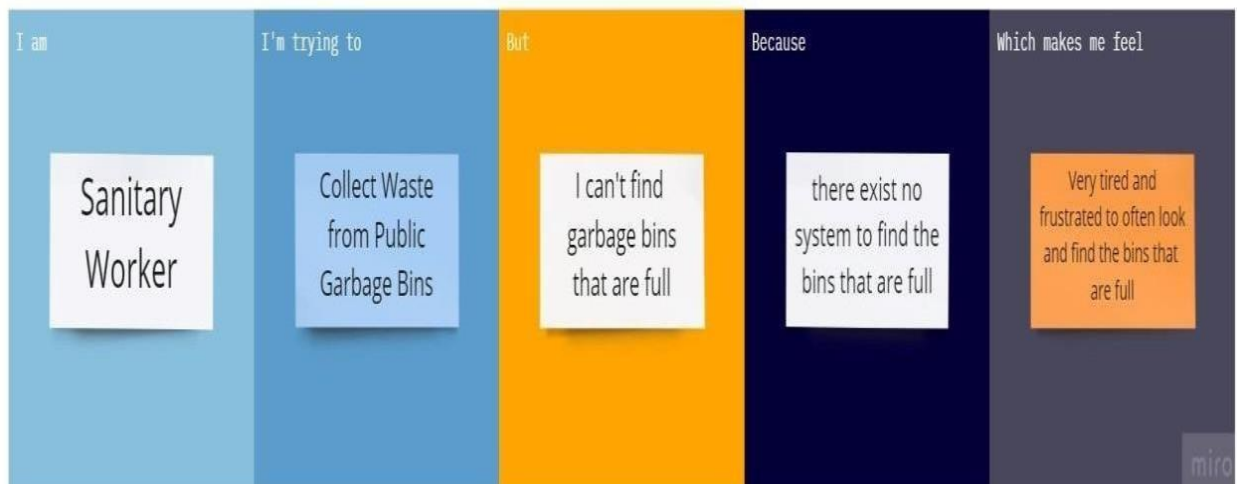 I am
Sanitary
Worker
I'm trying to
Collect Waste
from Public
Garbage Bins
But
I can't find
garbage bins
that are full
Because
there exist no
system to find the
bins that are full
Which makes me feel
Very tired and
frustrated to often look
and find the bins that
are full
miro